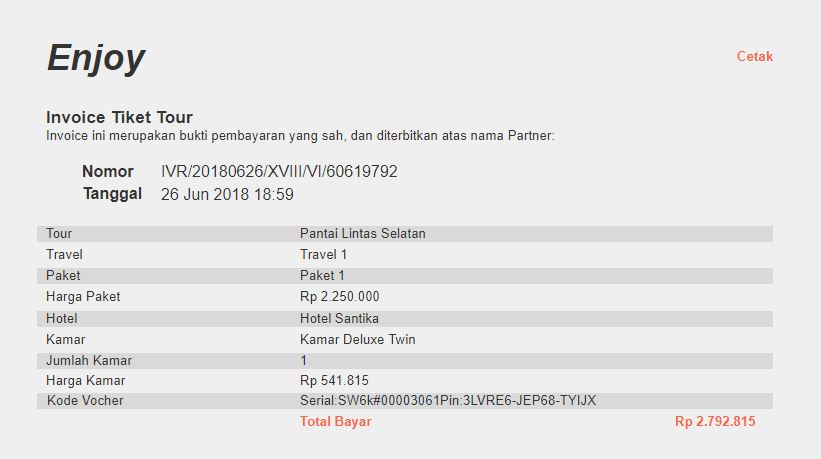 Enjoy
Cetak
Invoice Tiket Tour
Invoice ini merupakan bukti pembayaran yang sah, dan diterbitkan atas nama Partner:
Nomor IVR/20180626/XVIII/VI/60619792
Tanggal 26 Jun 2018 18:59
Tour Pantai Lintas Selatan
Travel Travel 1
Paket Paket 1
Harga Paket Rp 2.250.000
Hotel Hotel Santika
Kamar Kamar Deluxe Twin
Jumlah Kamar 1
Harga Kamar Rp 541.815
Kode Vocher Serial:SW6k#00003061Pin:3LVRE6-JEP68-TYIJX
Total Bayar Rp 2.792.815